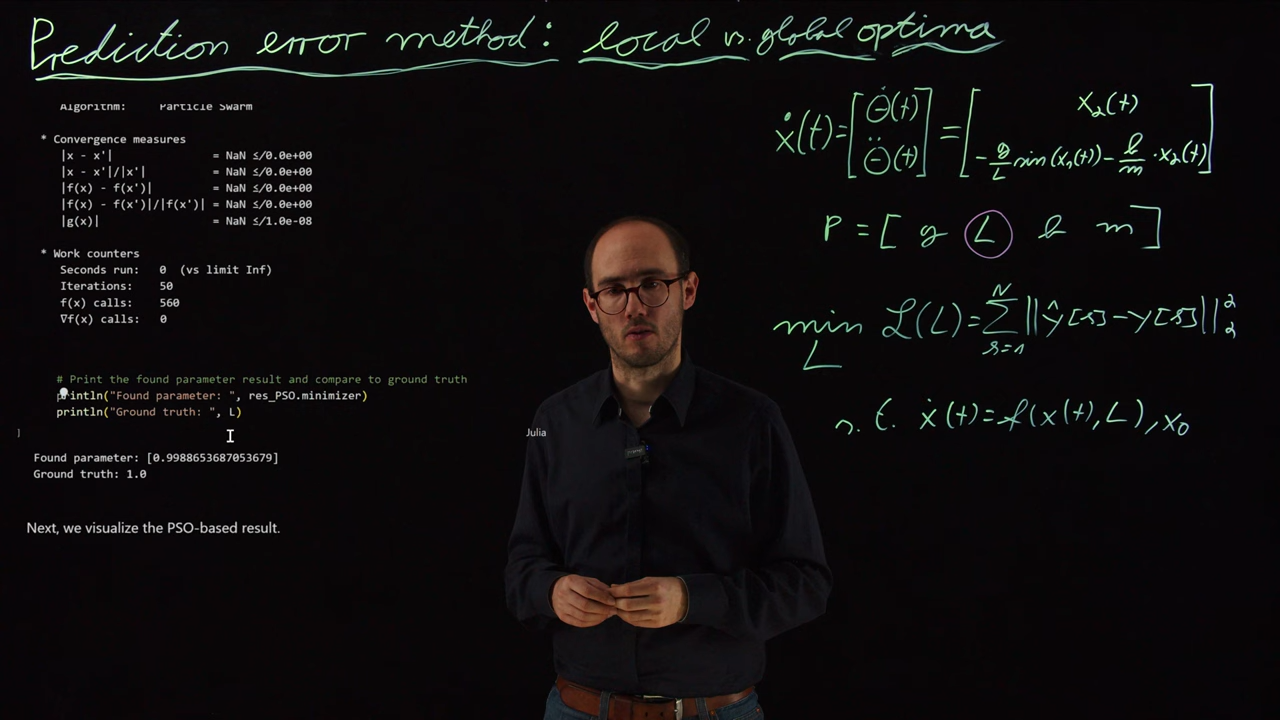 Prediction error method: local vs. global optima
Algorithm: Particle Swarm
* Convergence measures
|x - x'| = NaN ≤/0.0e+00
|x - x'|/|x'| = NaN ≤/0.0e+00
|f(x) - f(x')| = NaN ≤/0.0e+00
|f(x) - f(x')|/|f(x')| = NaN ≤/0.0e+00
|g(x)| = NaN ≤/1.0e-08
* Work counters
Seconds run: 0 (vs limit Inf)
Iterations: 50
f(x) calls: 560
∇f(x) calls: 0
# Print the found parameter result and compare to ground truth
println("Found parameter: ", res_PSO.minimizer)
println("Ground truth: ", L)
]
Julia
Found parameter: [0.9988653687053679]
Ground truth: 1.0
Next, we visualize the PSO-based result.
ẋ(t)=[Θ̇(t) Θ̈(t)]=[x₂(t) -g/L sin(x₁(t)) - b/m · x₂(t)]
P=[ g L b m ]
min L ℒ(L)=∑ k=1 N ||ŷ[k]-y[k]||₂²
s.t. ẋ(t)=f(x(t),L), x₀